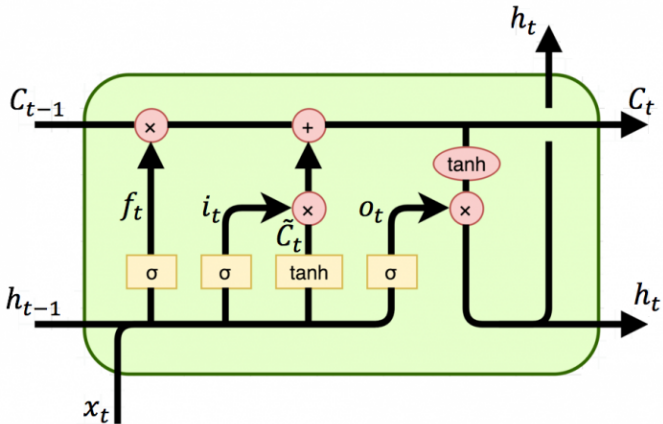 h_t
C_{t-1}
×
+
C_t
tanh
f_t
i_t
×
o_t
×
C̃_t
σ
σ
tanh
σ
h_{t-1}
h_t
x_t